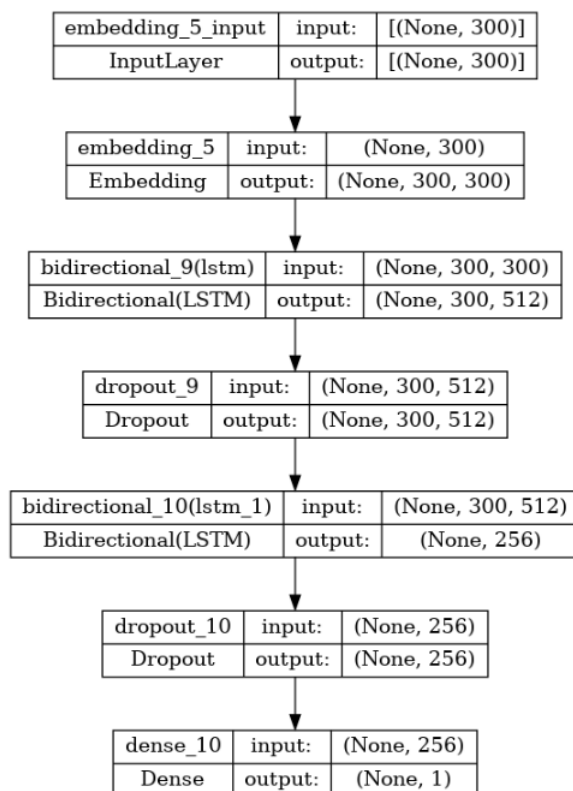 embedding_5_input input: [(None, 300)]
InputLayer output: [(None, 300)]
embedding_5 input: (None, 300)
Embedding output: (None, 300, 300)
bidirectional_9(lstm) input: (None, 300, 300)
Bidirectional(LSTM) output: (None, 300, 512)
dropout_9 input: (None, 300, 512)
Dropout output: (None, 300, 512)
bidirectional_10(lstm_1) input: (None, 300, 512)
Bidirectional(LSTM) output: (None, 256)
dropout_10 input: (None, 256)
Dropout output: (None, 256)
dense_10 input: (None, 256)
Dense output: (None, 1)